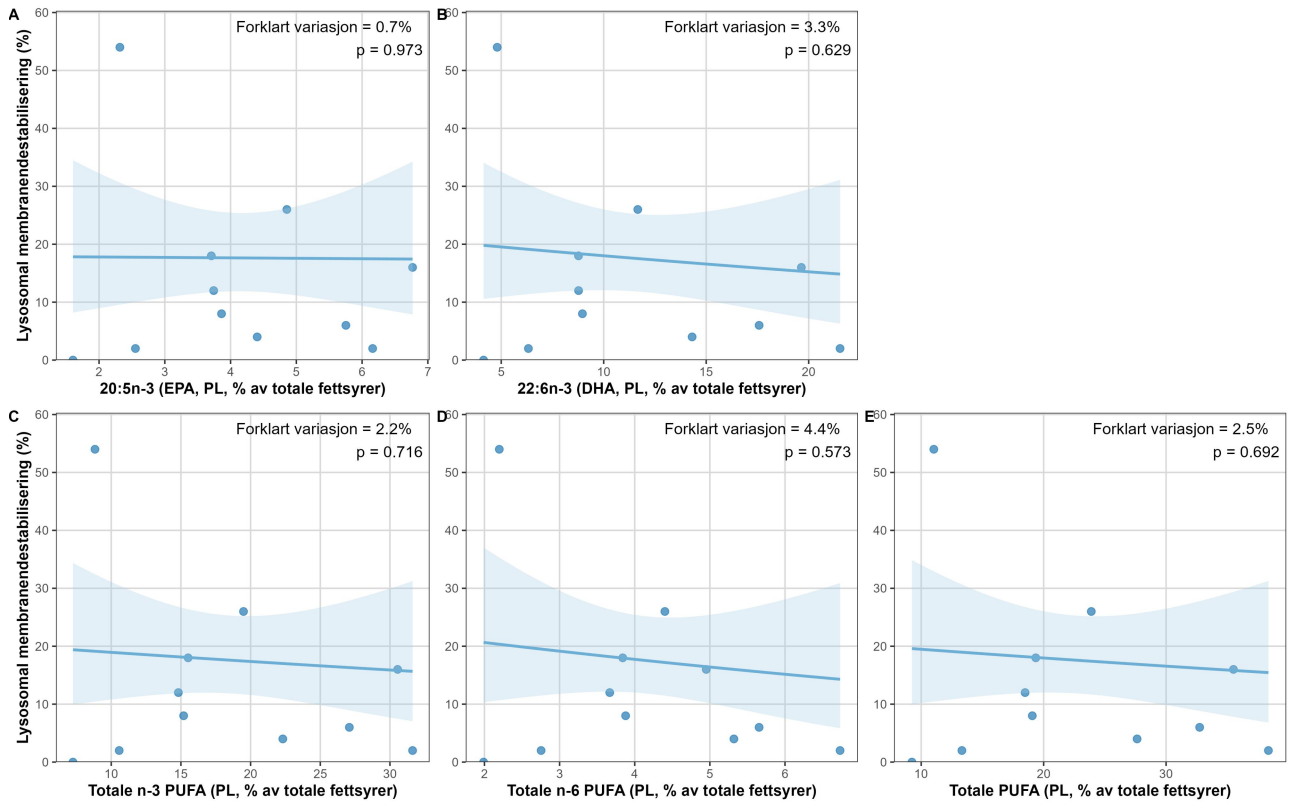 A
B
Lysosomal membranendestabilisering (%)
60
50
40
30
20
10
0
Forklart variasjon = 0.7%
p = 0.973
2 3 4 5 6 7
20:5n-3 (EPA, PL, % av totale fettsyrer)
60
50
40
30
20
10
0
Forklart variasjon = 3.3%
p = 0.629
5 10 15 20
22:6n-3 (DHA, PL, % av totale fettsyrer)
C
D
E
Lysosomal membranendestabilisering (%)
60
50
40
30
20
10
0
Forklart variasjon = 2.2%
p = 0.716
10 15 20 25 30
Totale n-3 PUFA (PL, % av totale fettsyrer)
60
50
40
30
20
10
0
Forklart variasjon = 4.4%
p = 0.573
2 3 4 5 6
Totale n-6 PUFA (PL, % av totale fettsyrer)
60
50
40
30
20
10
0
Forklart variasjon = 2.5%
p = 0.692
10 20 30
Totale PUFA (PL, % av totale fettsyrer)